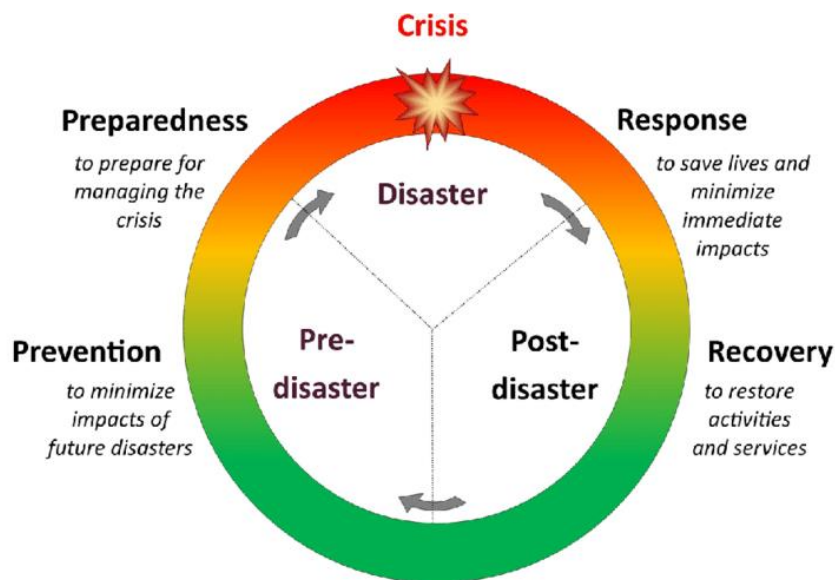 Crisis
Preparedness
to prepare for
managing the
crisis
Response
to save lives and
minimize
immediate
impacts
Disaster
Pre-
disaster
Post-
disaster
Prevention
to minimize
impacts of
future disasters
Recovery
to restore
activities
and services